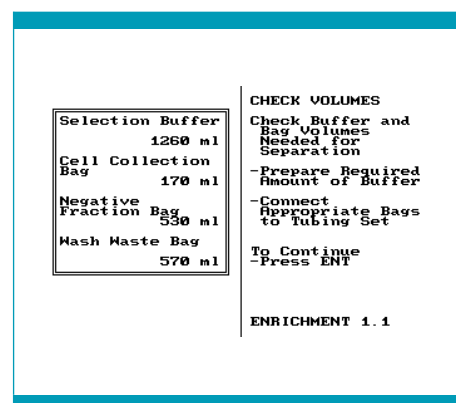 Selection Buffer
1260 ml
Cell Collection
Bag
170 ml
Negative
Fraction Bag
530 ml
Wash Waste Bag
570 ml
CHECK VOLUMES
Check Buffer and
Bag Volumes
Needed for
Separation
-Prepare Required
Amount of Buffer
-Connect
Appropriate Bags
to Tubing Set
To Continue
-Press ENT
ENRICHMENT 1.1